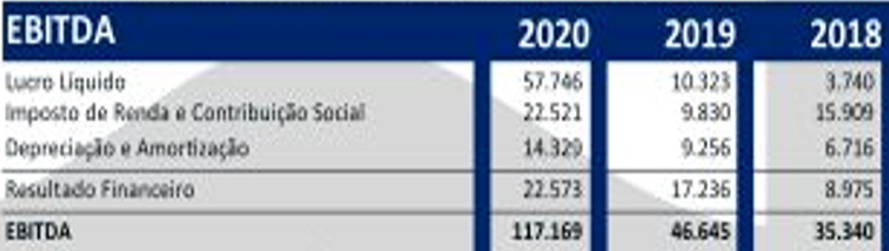 EBITDA 2020 2019 2018
Lucro Líquido 57.746 10.323 3.740
Imposto de Renda e Contribuição Social 22.521 9.830 15.909
Depreciação e Amortização 14.329 9.256 6.716
Resultado Financeiro 22.573 17.236 8.975
EBITDA 117.169 46.645 35.340